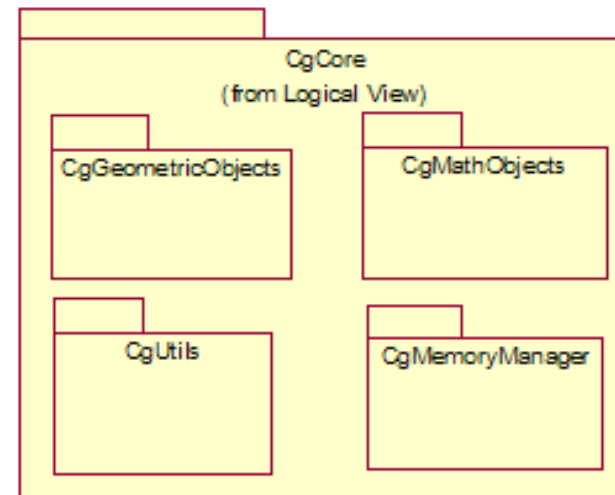 CgCore
(from Logical View)
CgGeometricObjects
CgMathObjects
CgUtils
CgMemoryManager